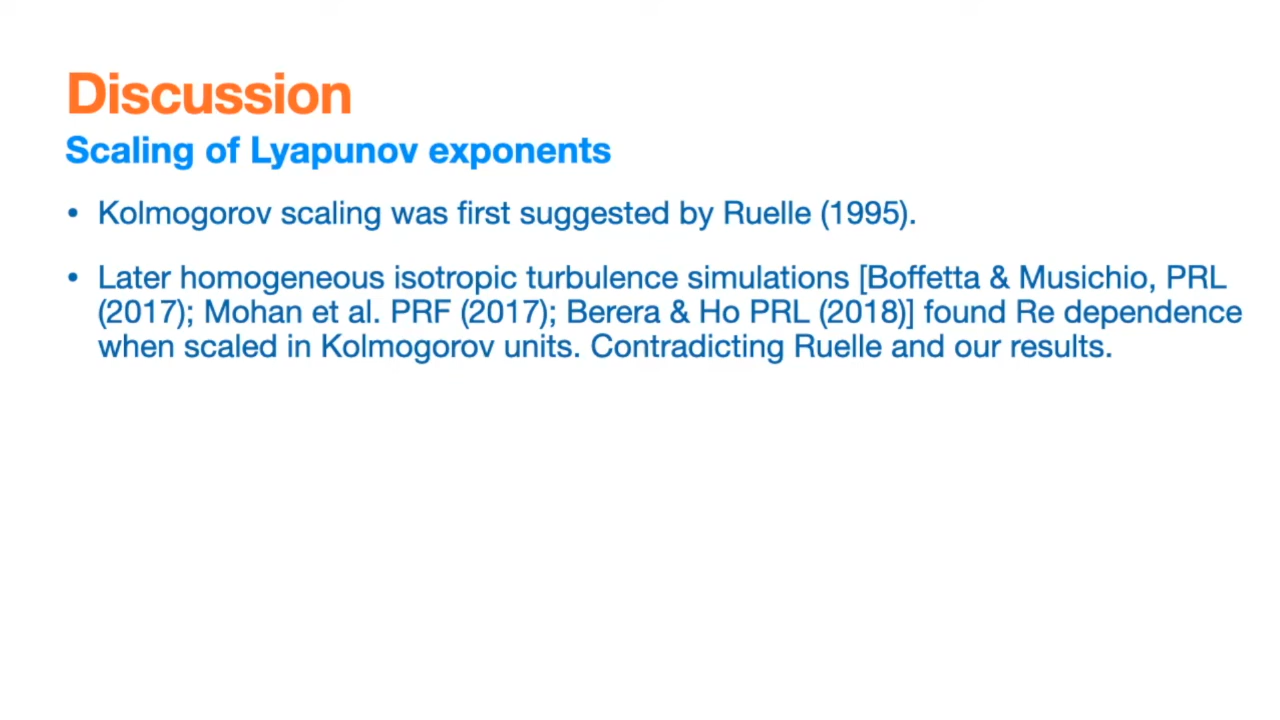 Discussion
Scaling of Lyapunov exponents
• Kolmogorov scaling was first suggested by Ruelle (1995).
• Later homogeneous isotropic turbulence simulations [Boffetta & Musichio, PRL
(2017); Mohan et al. PRF (2017); Berera & Ho PRL (2018)] found Re dependence
when scaled in Kolmogorov units. Contradicting Ruelle and our results.